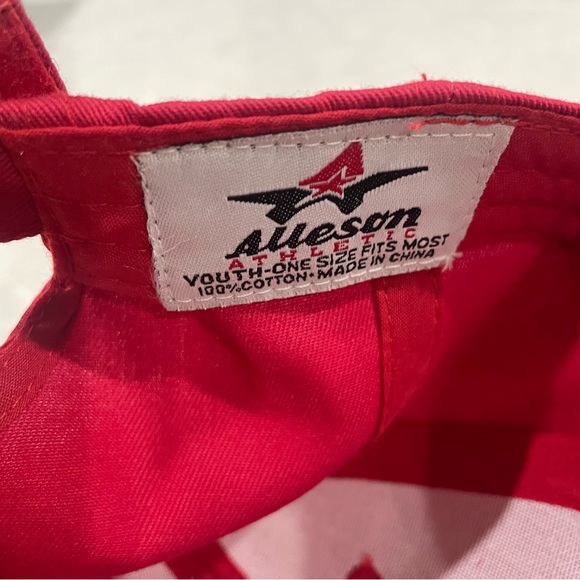 Alleson
ATHLETIC
YOUTH-ONE SIZE FITS MOST
100% COTTON • MADE IN CHINA